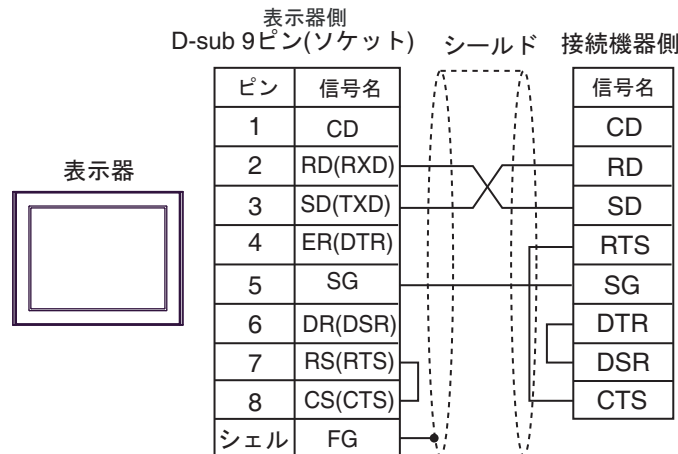 表示器側
D-sub 9ピン(ソケット) シールド 接続機器側
ピン 信号名 信号名
1 CD CD
2 RD(RXD) RD
表示器
3 SD(TXD) SD
4 ER(DTR) RTS
5 SG SG
6 DR(DSR) DTR
7 RS(RTS) DSR
8 CS(CTS) CTS
シェル FG